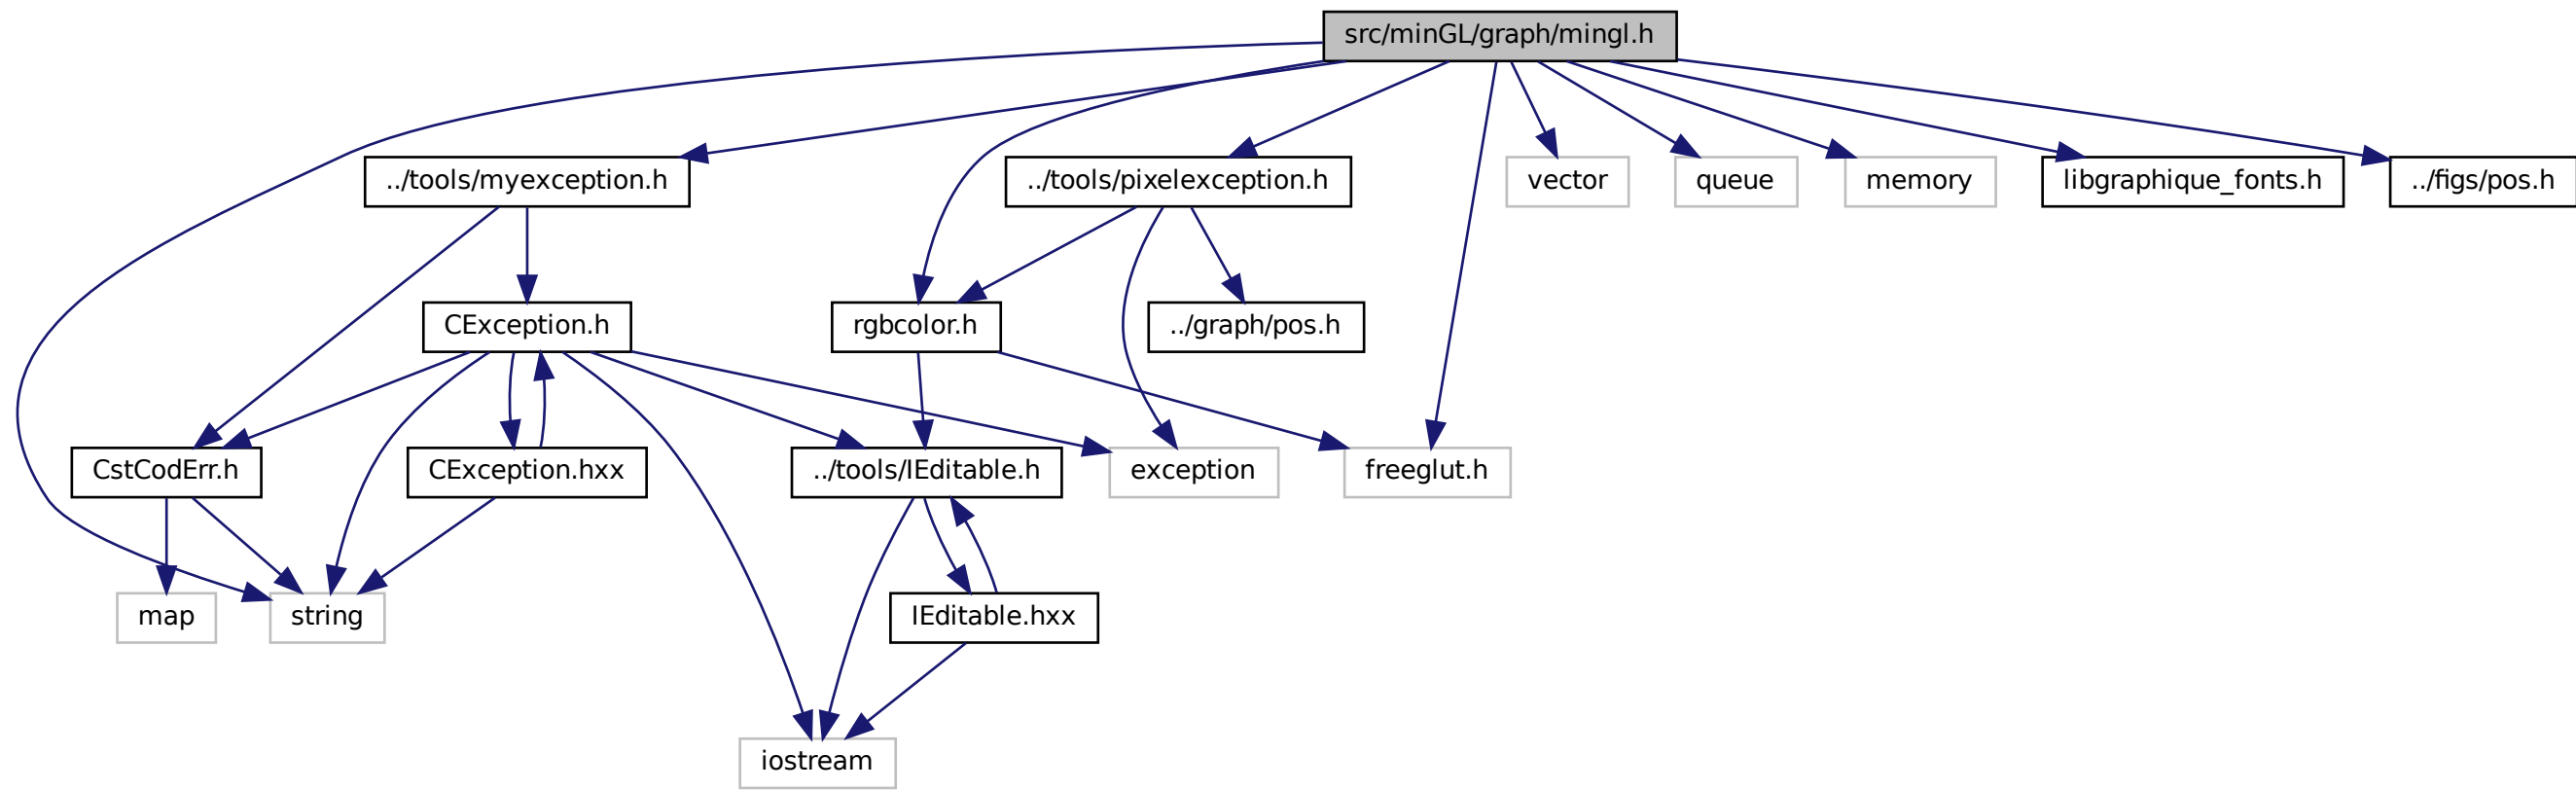 src/minGL/graph/mingl.h
../tools/myexception.h
../tools/pixelexception.h
vector
queue
memory
libgraphique_fonts.h
../figs/pos.h
CException.h
rgbcolor.h
../graph/pos.h
CstCodErr.h
CException.hxx
../tools/IEditable.h
exception
freeglut.h
map
string
IEditable.hxx
iostream